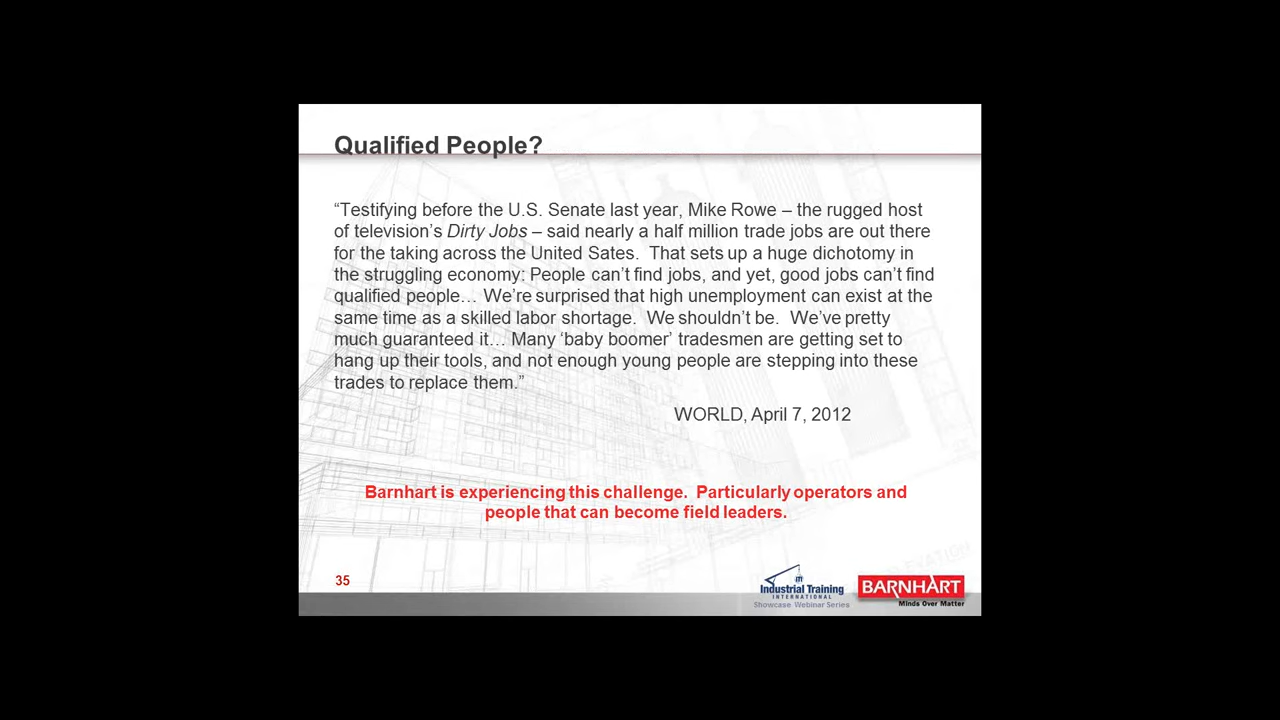 Qualified People?
“Testifying before the U.S. Senate last year, Mike Rowe – the rugged host
of television’s Dirty Jobs – said nearly a half million trade jobs are out there
for the taking across the United Sates.  That sets up a huge dichotomy in
the struggling economy: People can’t find jobs, and yet, good jobs can’t find
qualified people… We’re surprised that high unemployment can exist at the
same time as a skilled labor shortage.  We shouldn’t be.  We’ve pretty
much guaranteed it… Many ‘baby boomer’ tradesmen are getting set to
hang up their tools, and not enough young people are stepping into these
trades to replace them.”
WORLD, April 7, 2012
Barnhart is experiencing this challenge.  Particularly operators and
people that can become field leaders.
35
iti
Industrial Training
INTERNATIONAL
Showcase Webinar Series
BARNHART
Minds Over Matter